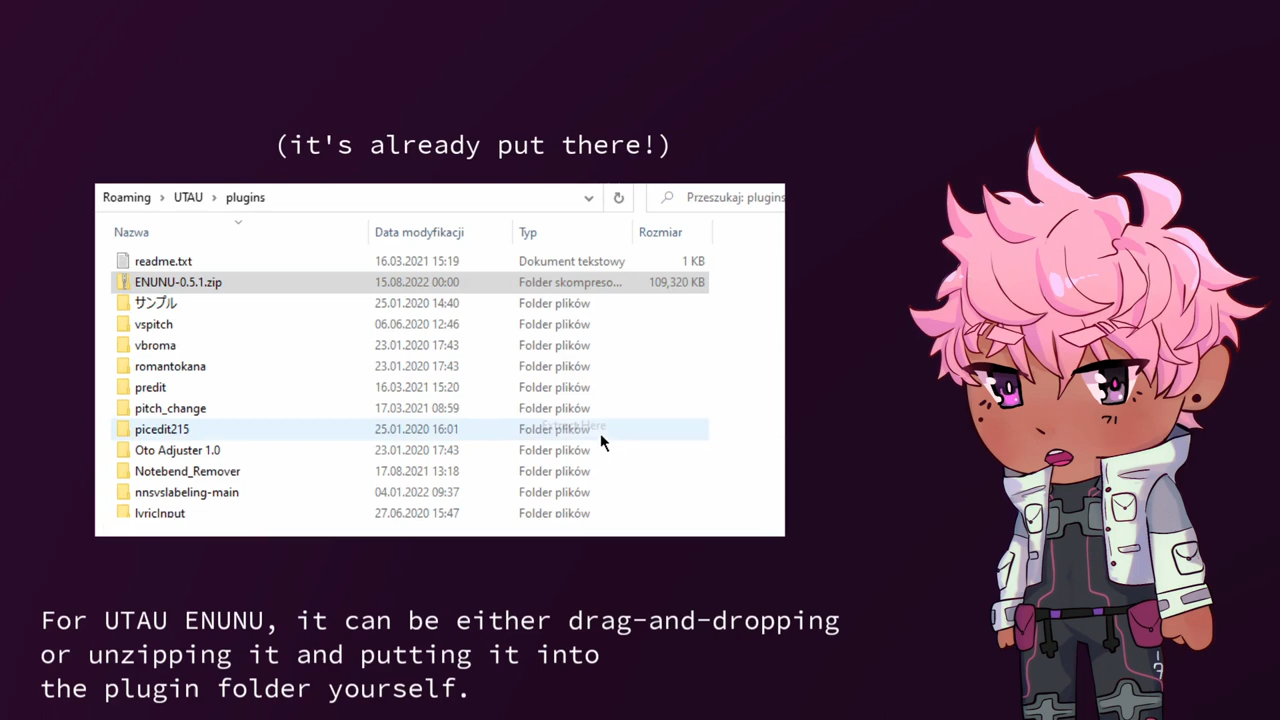 (it's already put there!)
Roaming > UTAU > plugins
Przeszukaj: plugins
Nazwa Data modyfikacji Typ Rozmiar
readme.txt 16.03.2021 15:19 Dokument tekstowy 1 KB
ENUNU-0.5.1.zip 15.08.2022 00:00 Folder skompreso... 109,320 KB
サンプル 25.01.2020 14:40 Folder plików
vspitch 06.06.2020 12:46 Folder plików
vbroma 23.01.2020 17:43 Folder plików
romantokana 23.01.2020 17:43 Folder plików
predit 16.03.2021 15:20 Folder plików
pitch_change 17.03.2021 08:59 Folder plików
picedit215 25.01.2020 16:01 Folder plików
Extract Here
Oto Adjuster 1.0 23.01.2020 17:43 Folder plików
Notebend_Remover 17.08.2021 13:18 Folder plików
nnsvslabeling-main 04.01.2022 09:37 Folder plików
lyricInput 27.06.2020 15:47 Folder plików
For UTAU ENUNU, it can be either drag-and-dropping
or unzipping it and putting it into
the plugin folder yourself.